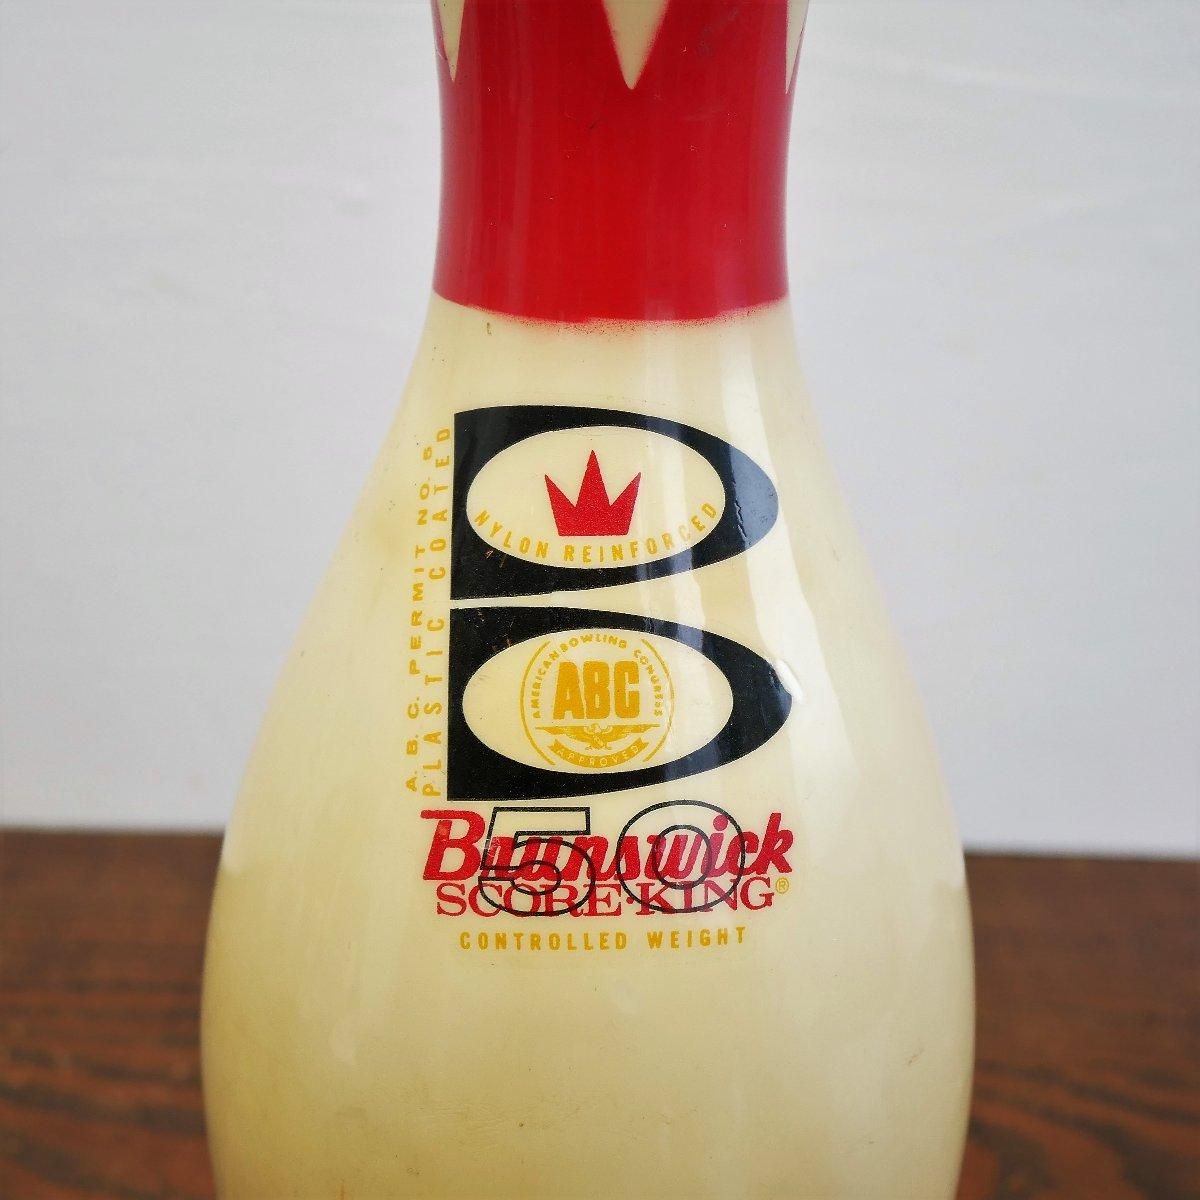 A. B. C. PERMIT NO. 5
PLASTIC COATED
NYLON REINFORCED
AMERICAN BOWLING CONGRESS
ABC
APPROVED
Brunswick
50
SCORE·KING®
CONTROLLED WEIGHT